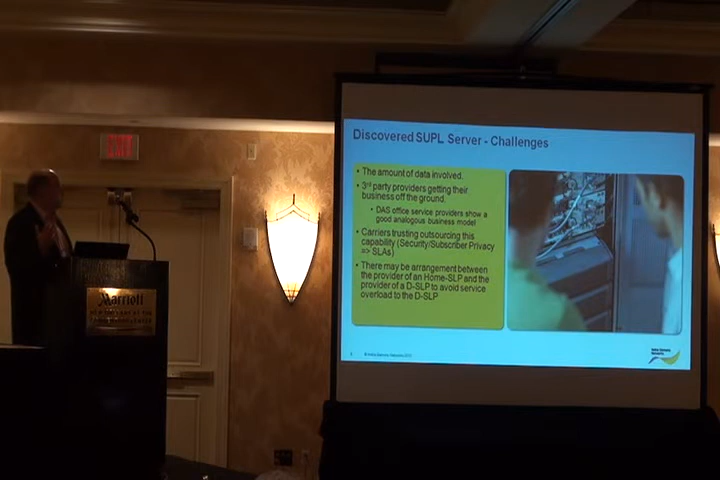 EXIT
Discovered SUPL Server - Challenges
• The amount of data involved.
• 3rd party providers getting their
business off the ground.
• DAS office service providers show a
good analogous business model
• Carriers trusting outsourcing this
capability (Security/Subscriber Privacy
=> SLAs)
• There may be arrangement between
the provider of an Home-SLP and the
provider of a D-SLP to avoid service
overload to the D-SLP
Marriott